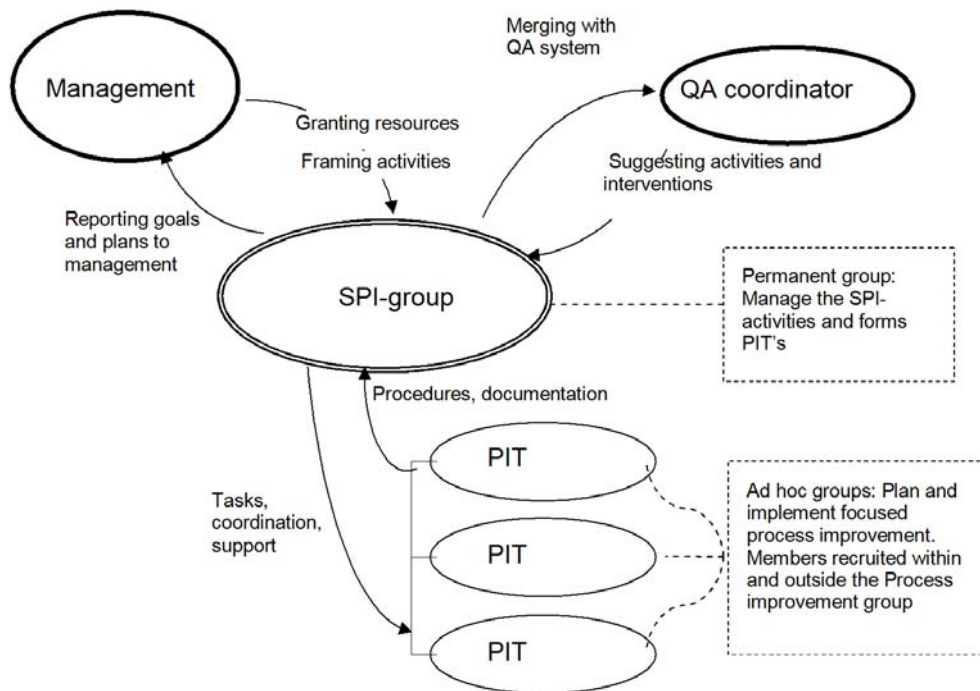 Merging with
QA system
Management
QA coordinator
Granting resources
Framing activities
Suggesting activities and
interventions
Reporting goals
and plans to
management
SPI-group
Permanent group:
Manage the SPI-
activities and forms
PIT's
Procedures, documentation
PIT
Tasks,
coordination,
support
PIT
PIT
Ad hoc groups: Plan and
implement focused
process improvement.
Members recruited within
and outside the Process
improvement group